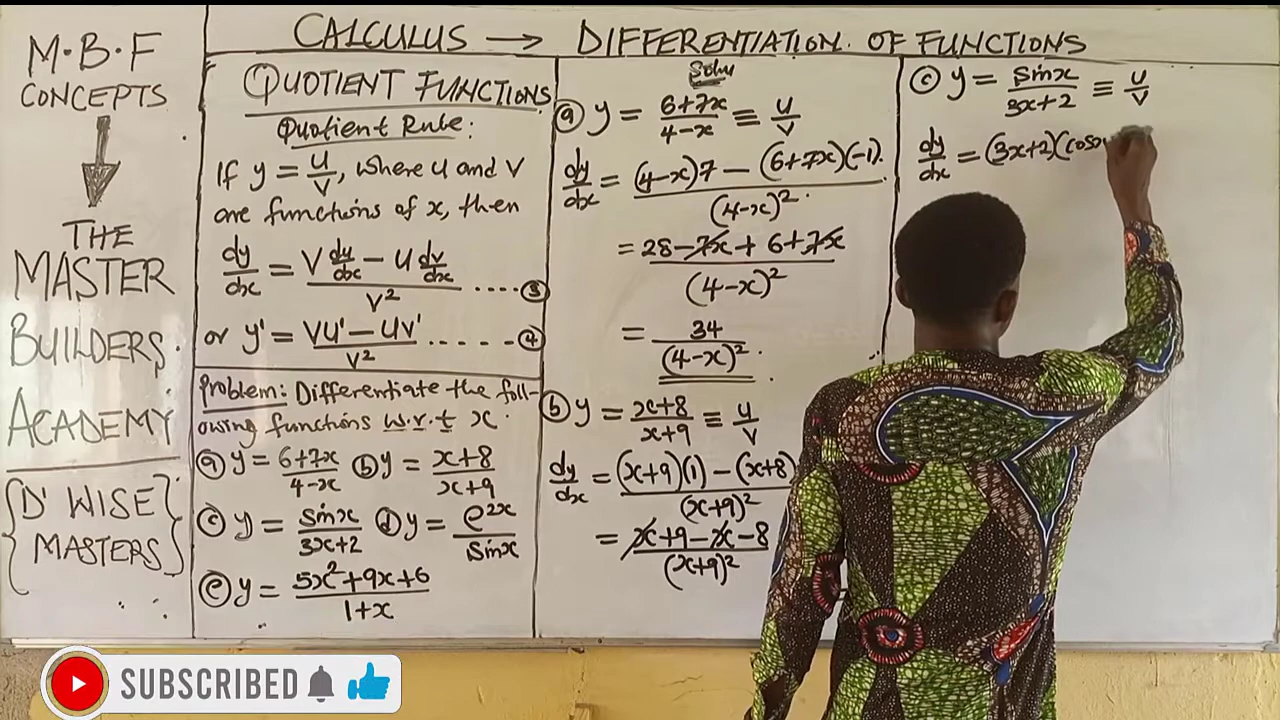 CALCULUS → DIFFERENTIATION. OF FUNCTIONS
M.B.F
CONCEPTS
THE
MASTER
BUILDERS.
ACADEMY
{D' WISE}
{MASTERS}
① QUOTIENT FUNCTIONS
Quotient Rule:
If y = u/v, where u and v
are functions of x, then
dy/dx = (v du/dx - u dv/dx)/v² ....③
or y' = (vu' - uv')/v² .....④
Problem: Differentiate the foll-
owing functions w.r.t x.
ⓐ y = (6+7x)/(4-x) ⓑ y = (x+8)/(x+9)
ⓒ y = sinx/(3x+2) ⓓ y = e^(2x)/sinx
ⓔ y = (5x²+9x+6)/(1+x)
Soln
ⓐ y = (6+7x)/(4-x) ≡ u/v
dy/dx = ((4-x)7 - (6+7x)(-1))/(4-x)².
= (28-7x+6+7x)/(4-x)²
= 34/(4-x)².
ⓑ y = (x+8)/(x+9) ≡ u/v
dy/dx = ((x+9)(1) - (x+8)/(x+9)²
= (x+9-x-8)/(x+9)²
ⓒ y = sinx/(3x+2) ≡ u/v
dy/dx = (3x+2)(cos
SUBSCRIBED